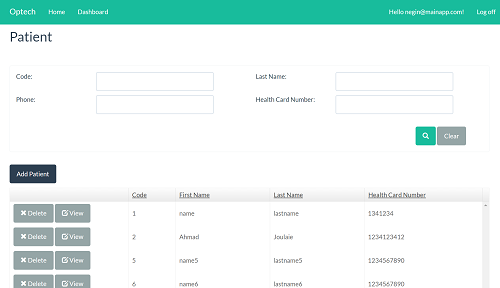 Optech Home Dashboard Hello negin@mainapp.com! Log off
Patient
Code: Last Name:
Phone: Health Card Number:
Clear
Add Patient
Code First Name Last Name Health Card Number
Delete View 1 name lastname 1341234
Delete View 2 Ahmad Joulaie 1234123412
Delete View 5 name5 lastname5 1234567890
Delete View 6 name6 lastname6 1234567890